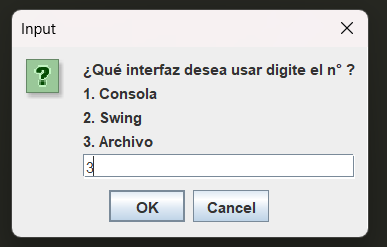 Input
¿Qué interfaz desea usar digite el n° ?
1. Consola
2. Swing
3. Archivo
3
OK Cancel